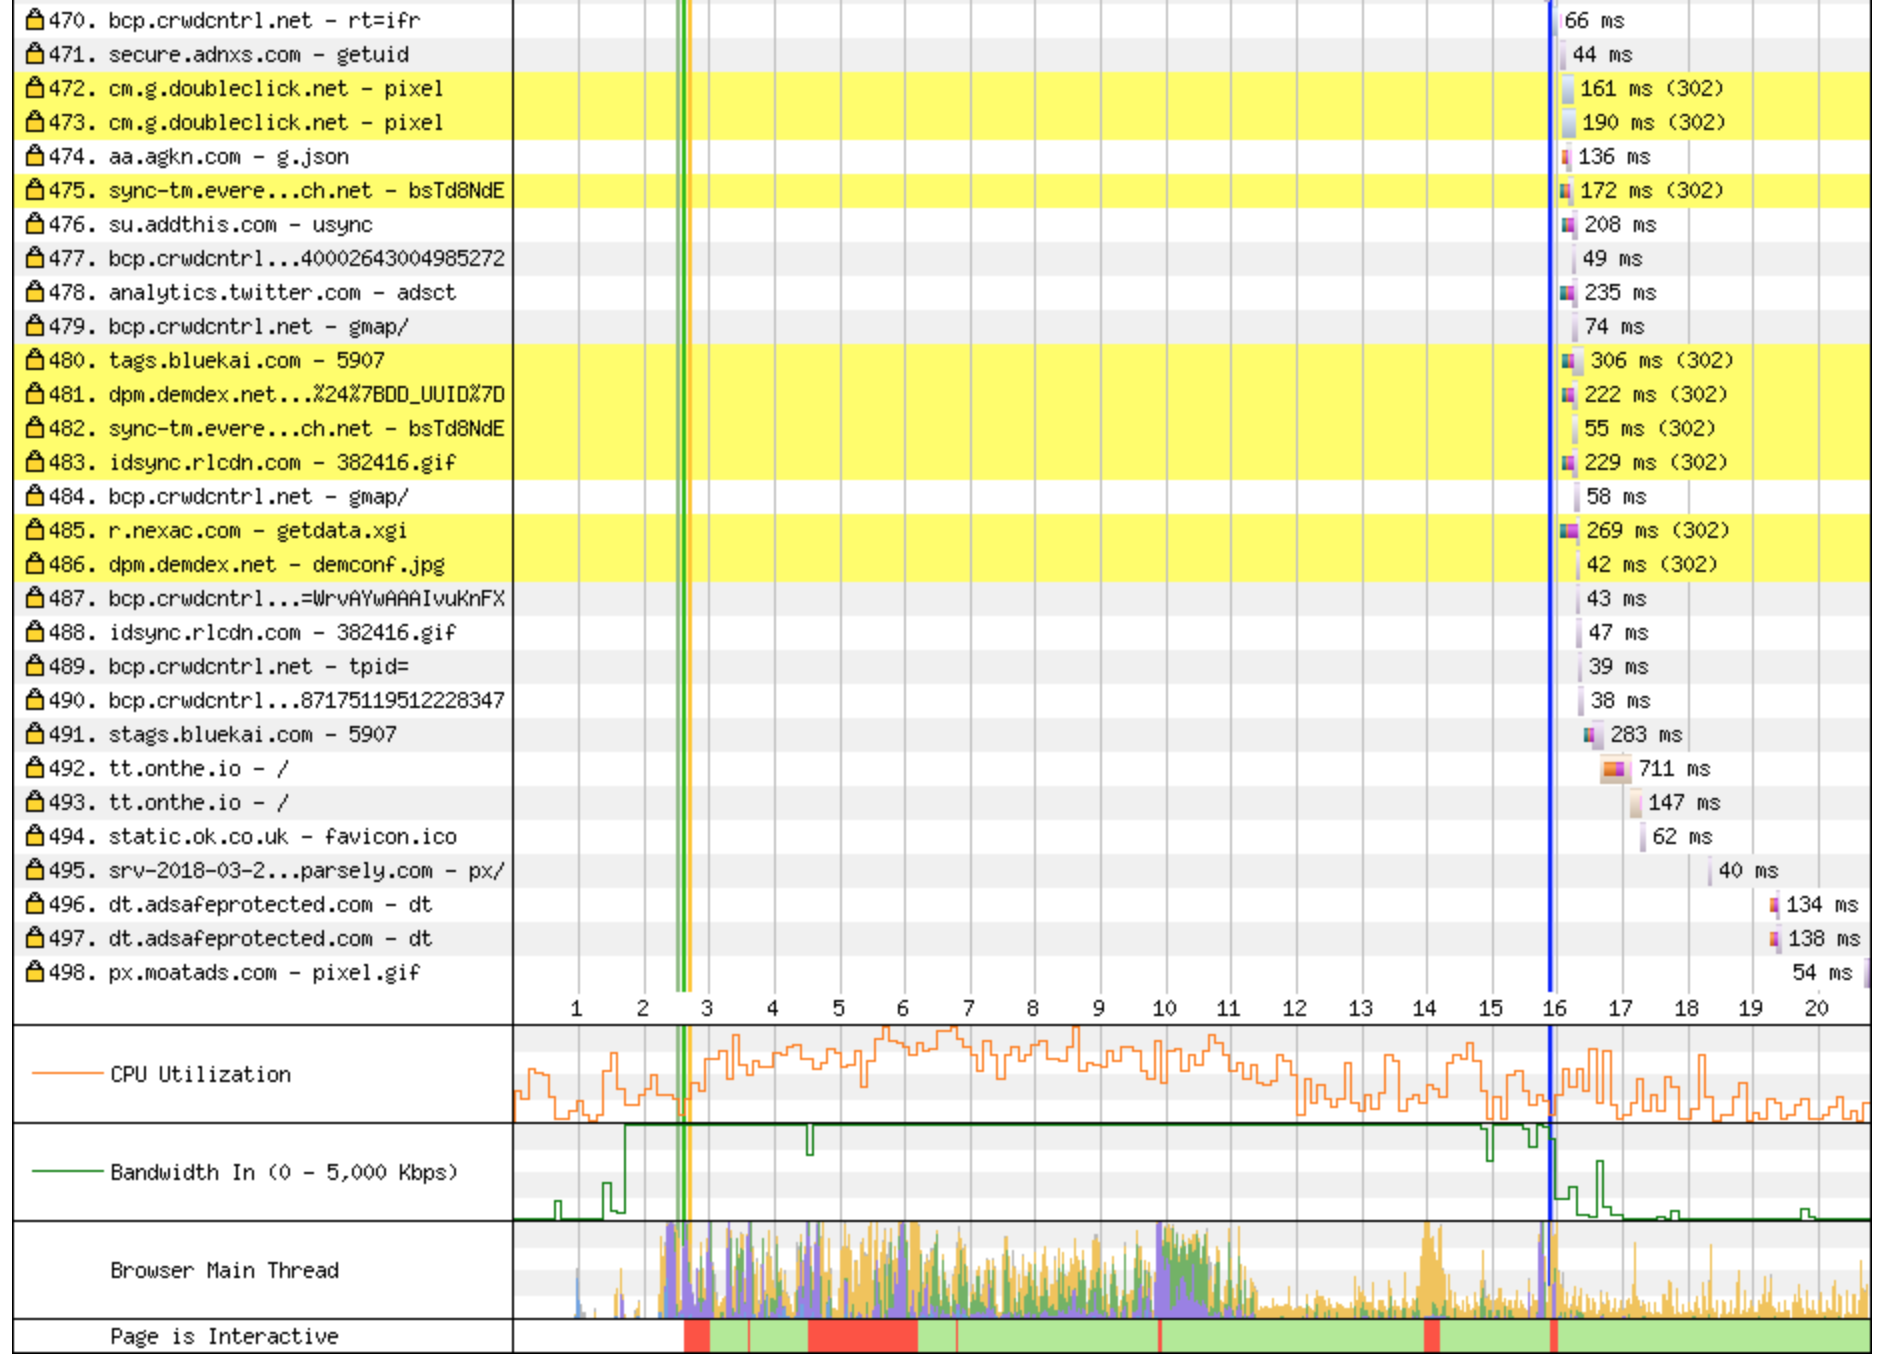 470. bcp.crwdcntrl.net - rt=ifr 66 ms
471. secure.adnxs.com - getuid 44 ms
472. cm.g.doubleclick.net - pixel 161 ms (302)
473. cm.g.doubleclick.net - pixel 190 ms (302)
474. aa.agkn.com - g.json 136 ms
475. sync-tm.evere...ch.net - bsTd8NdE 172 ms (302)
476. su.addthis.com - usync 208 ms
477. bcp.crwdcntrl...400026430049852​72 49 ms
478. analytics.twitter.com - adsct 235 ms
479. bcp.crwdcntrl.net - gmap/ 74 ms
480. tags.bluekai.com - 5907 306 ms (302)
481. dpm.demdex.net...%24%7BDD_UUID%7D 222 ms (302)
482. sync-tm.evere...ch.net - bsTd8NdE 55 ms (302)
483. idsync.rlcdn.com - 382416.gif 229 ms (302)
484. bcp.crwdcntrl.net - gmap/ 58 ms
485. r.nexac.com - getdata.xgi 269 ms (302)
486. dpm.demdex.net - demconf.jpg 42 ms (302)
487. bcp.crwdcntrl...=WrvAYwAAAIvuKnFX 43 ms
488. idsync.rlcdn.com - 382416.gif 47 ms
489. bcp.crwdcntrl.net - tpid= 39 ms
490. bcp.crwdcntrl...87175119512228347 38 ms
491. stags.bluekai.com - 5907 283 ms
492. tt.onthe.io - / 711 ms
493. tt.onthe.io - / 147 ms
494. static.ok.co.uk - favicon.ico 62 ms
495. srv-2018-03-2...parsely.com - px/ 40 ms
496. dt.adsafeprotected.com - dt 134 ms
497. dt.adsafeprotected.com - dt 138 ms
498. px.moatads.com - pixel.gif 54 ms
1 2 3 4 5 6 7 8 9 10 11 12 13 14 15 16 17 18 19 20
CPU Utilization
Bandwidth In (0 - 5,000 Kbps)
Browser Main Thread
Page is Interactive